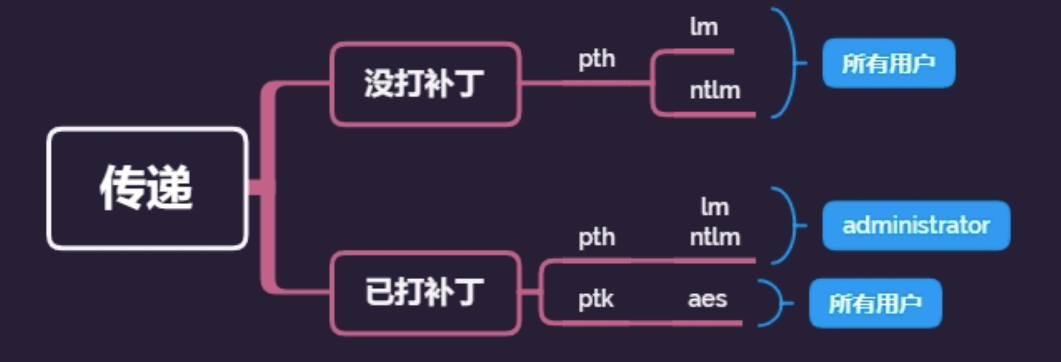 传递
没打补丁
pth
lm
ntlm
所有用户
已打补丁
pth
lm
ntlm
administrator
ptk
aes
所有用户